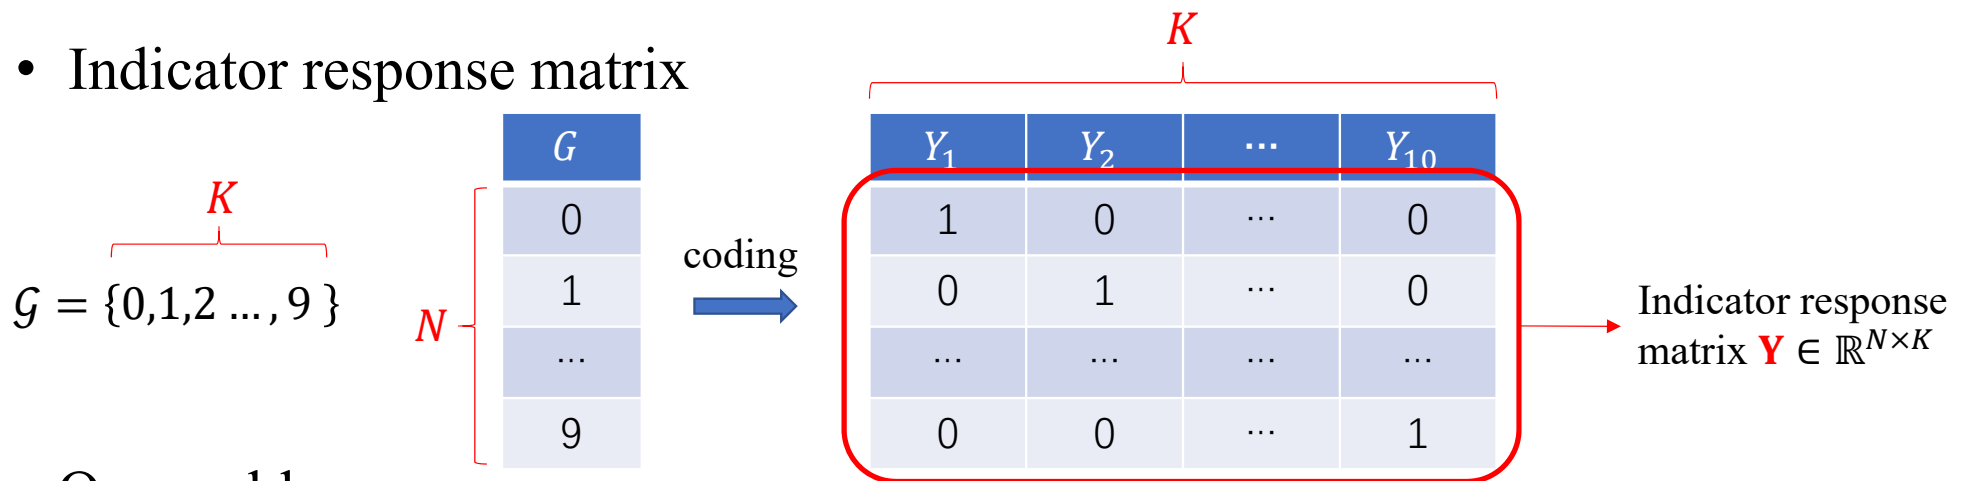 K
• Indicator response matrix
G Y₁ Y₂ ⋯ Y₁₀
K
0 1 0 ⋯ 0
coding
𝒢 = {0,1,2 … , 9 }
N
1 0 1 ⋯ 0
Indicator response
matrix 𝐘 ∈ ℝᴺˣᴷ
⋯ ⋯ ⋯ ⋯ ⋯
9 0 0 ⋯ 1